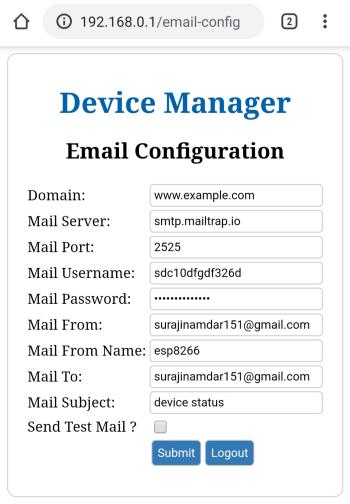 192.168.0.1/email-config
2
Device Manager
Email Configuration
Domain: www.example.com
Mail Server: smtp.mailtrap.io
Mail Port: 2525
Mail Username: sdc10dfgdf326d
Mail Password: ••••••••••••••
Mail From: surajinamdar151@gmail.com
Mail From Name: esp8266
Mail To: surajinamdar151@gmail.com
Mail Subject: device status
Send Test Mail ?
Submit Logout